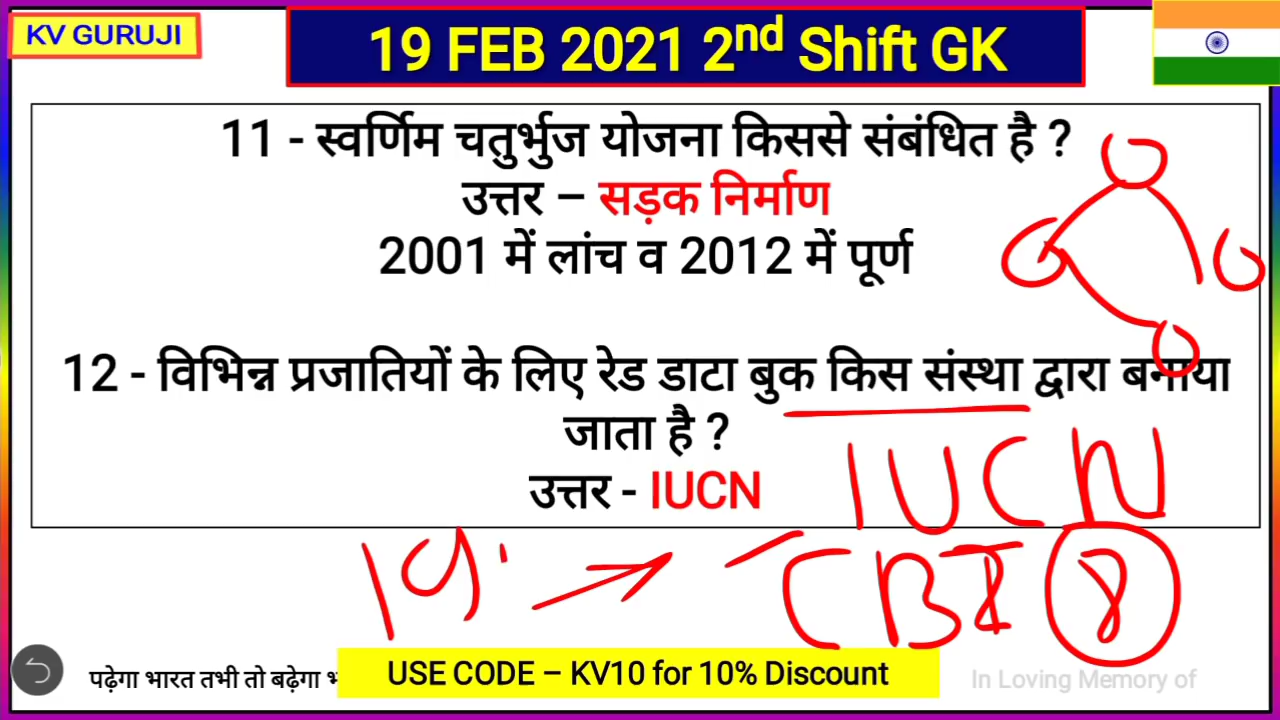 KV GURUJI
19 FEB 2021 2nd Shift GK
11 - स्वर्णिम चतुर्भुज योजना किससे संबंधित है ?
उत्तर – सड़क निर्माण
2001 में लांच व 2012 में पूर्ण
12 - विभिन्न प्रजातियों के लिए रेड डाटा बुक किस संस्था द्वारा बनाया
जाता है ?
उत्तर - IUCN
IUCN
8
पढ़ेगा भारत तभी तो बढ़ेगा
USE CODE – KV10 for 10% Discount
In Loving Memory of